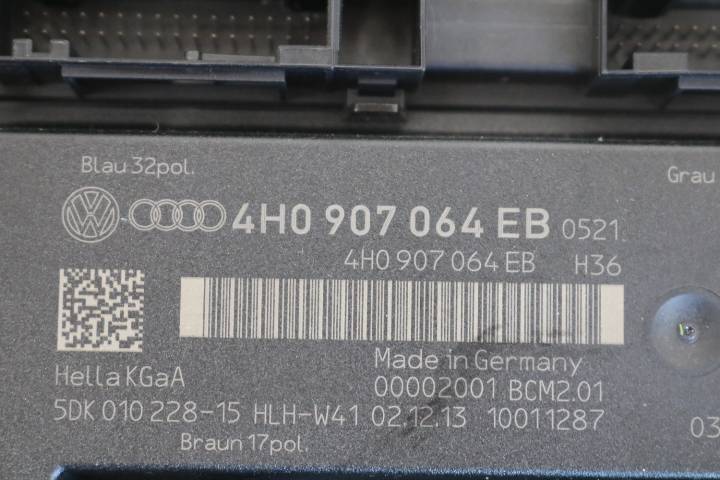 Blau 32pol.
Grau
4H0 907 064 EB 0521
4H0 907 064 EB H36
Made in Germany
Hella KGaA
00002001 BCM2.01
5DK 010 228-15 HLH-W41 02.12.13 10011287
03
Braun 17pol.